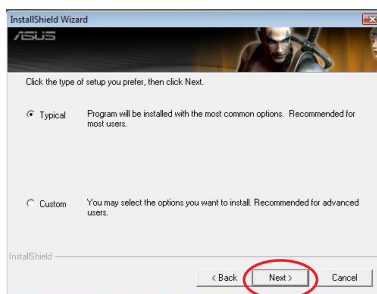 InstallShield Wizard
ASUS
Click the type of setup you prefer, then click Next.
Typical
Program will be installed with the most common options. Recommended for
most users.
Custom
You may select the options you want to install. Recommended for advanced
users.
InstallShield
< Back
Next >
Cancel